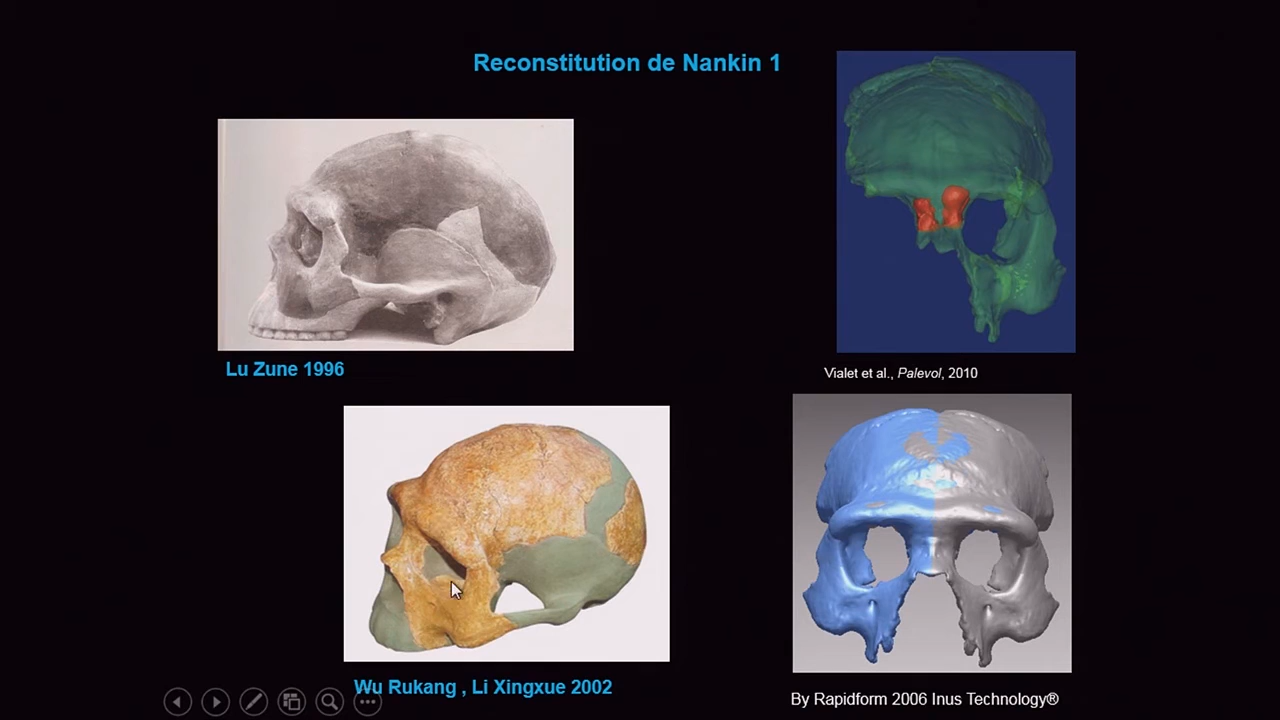 Reconstitution de Nankin 1
Lu Zune 1996
Vialet et al., Palevol, 2010
Wu Rukang , Li Xingxue 2002
By Rapidform 2006 Inus Technology®